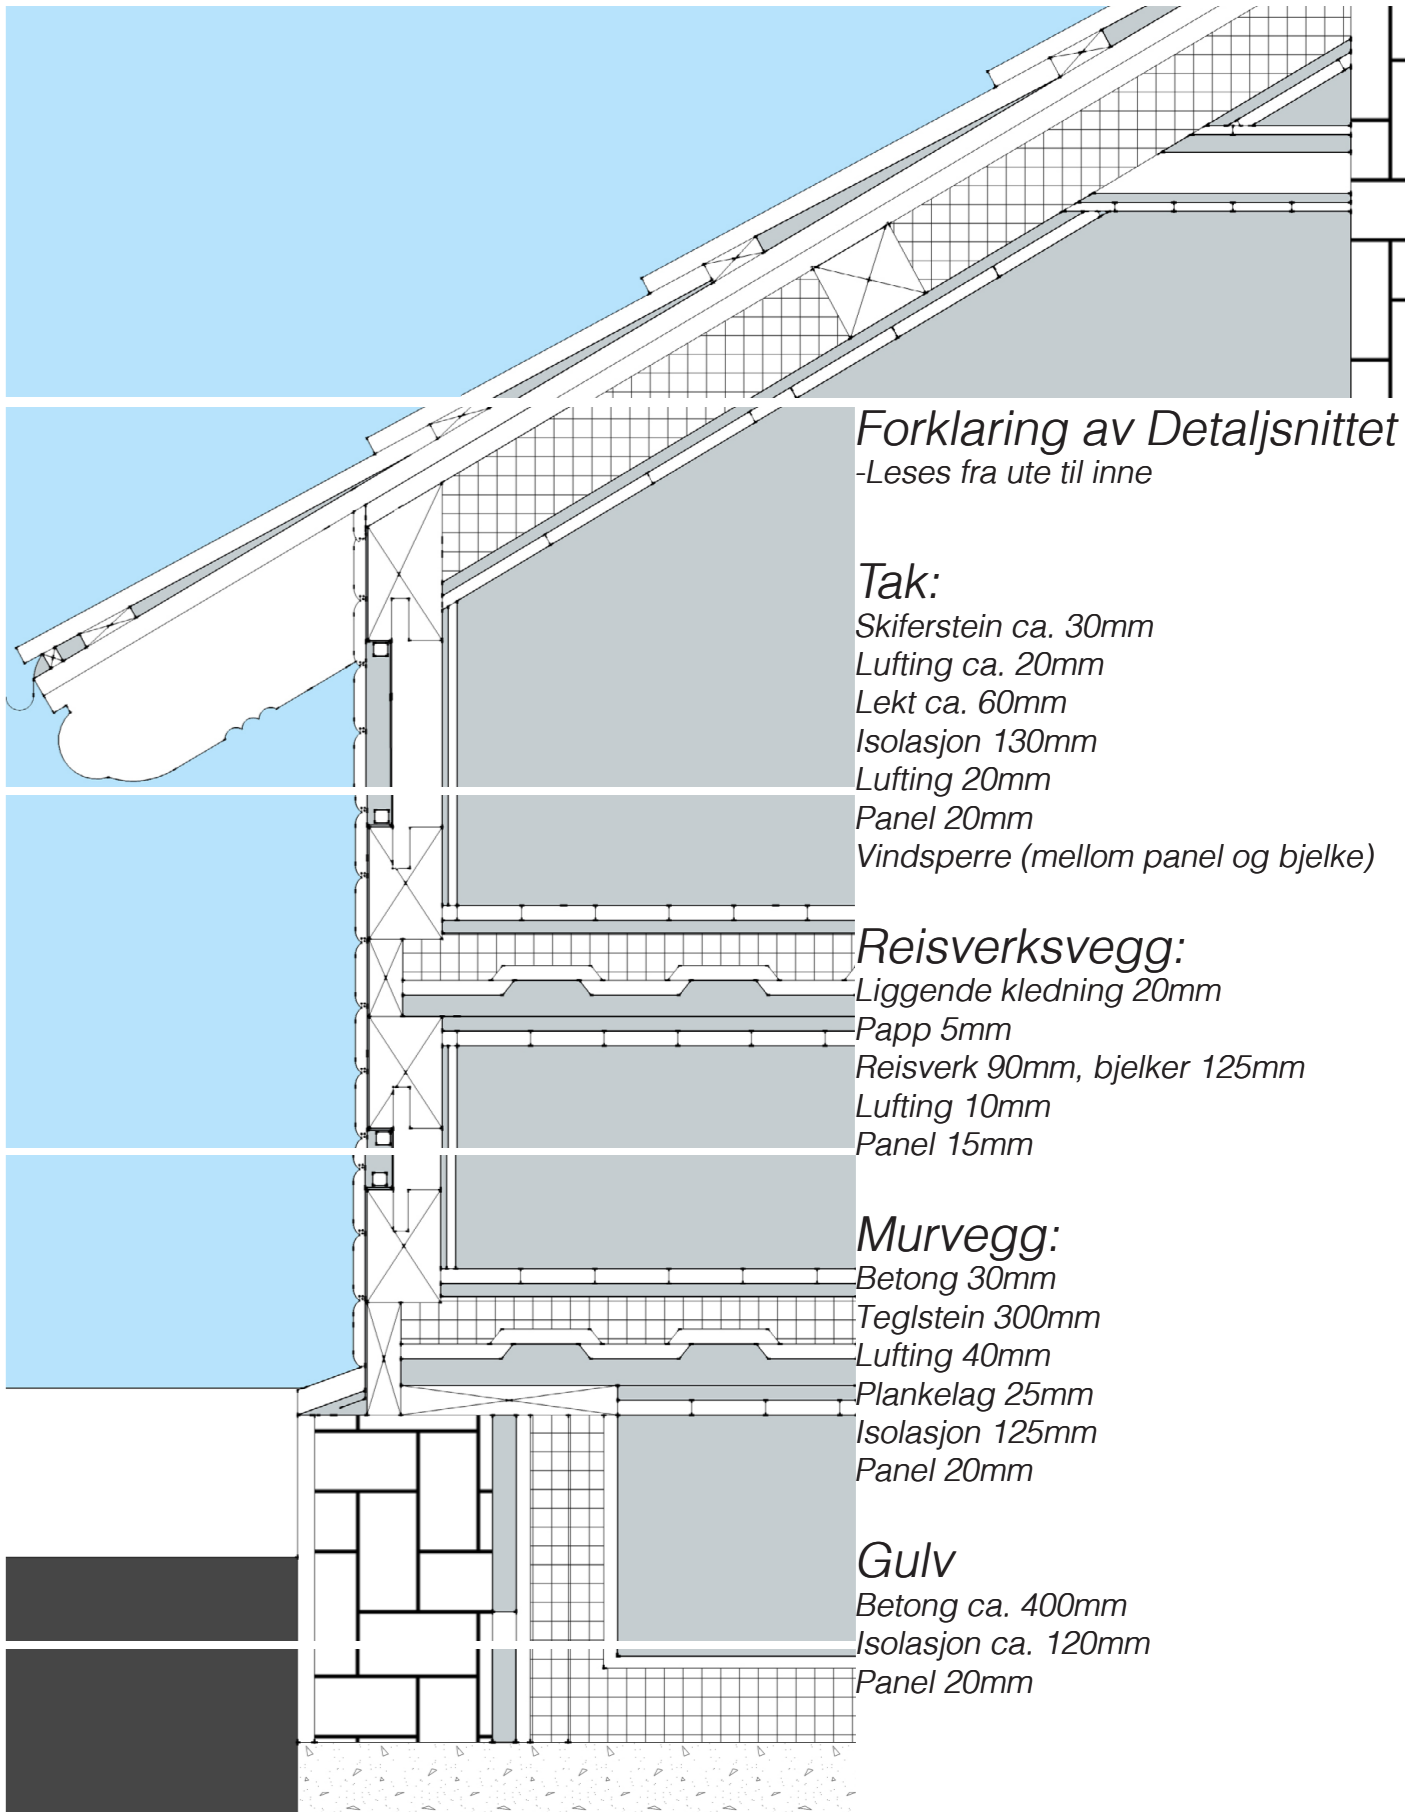 Forklaring av Detaljsnittet
-Leses fra ute til inne
Tak:
Skiferstein ca. 30mm
Lufting ca. 20mm
Lekt ca. 60mm
Isolasjon 130mm
Lufting 20mm
Panel 20mm
Vindsperre (mellom panel og bjelke)
Reisverksvegg:
Liggende kledning 20mm
Papp 5mm
Reisverk 90mm, bjelker 125mm
Lufting 10mm
Panel 15mm
Murvegg:
Betong 30mm
Teglstein 300mm
Lufting 40mm
Plankelag 25mm
Isolasjon 125mm
Panel 20mm
Gulv
Betong ca. 400mm
Isolasjon ca. 120mm
Panel 20mm